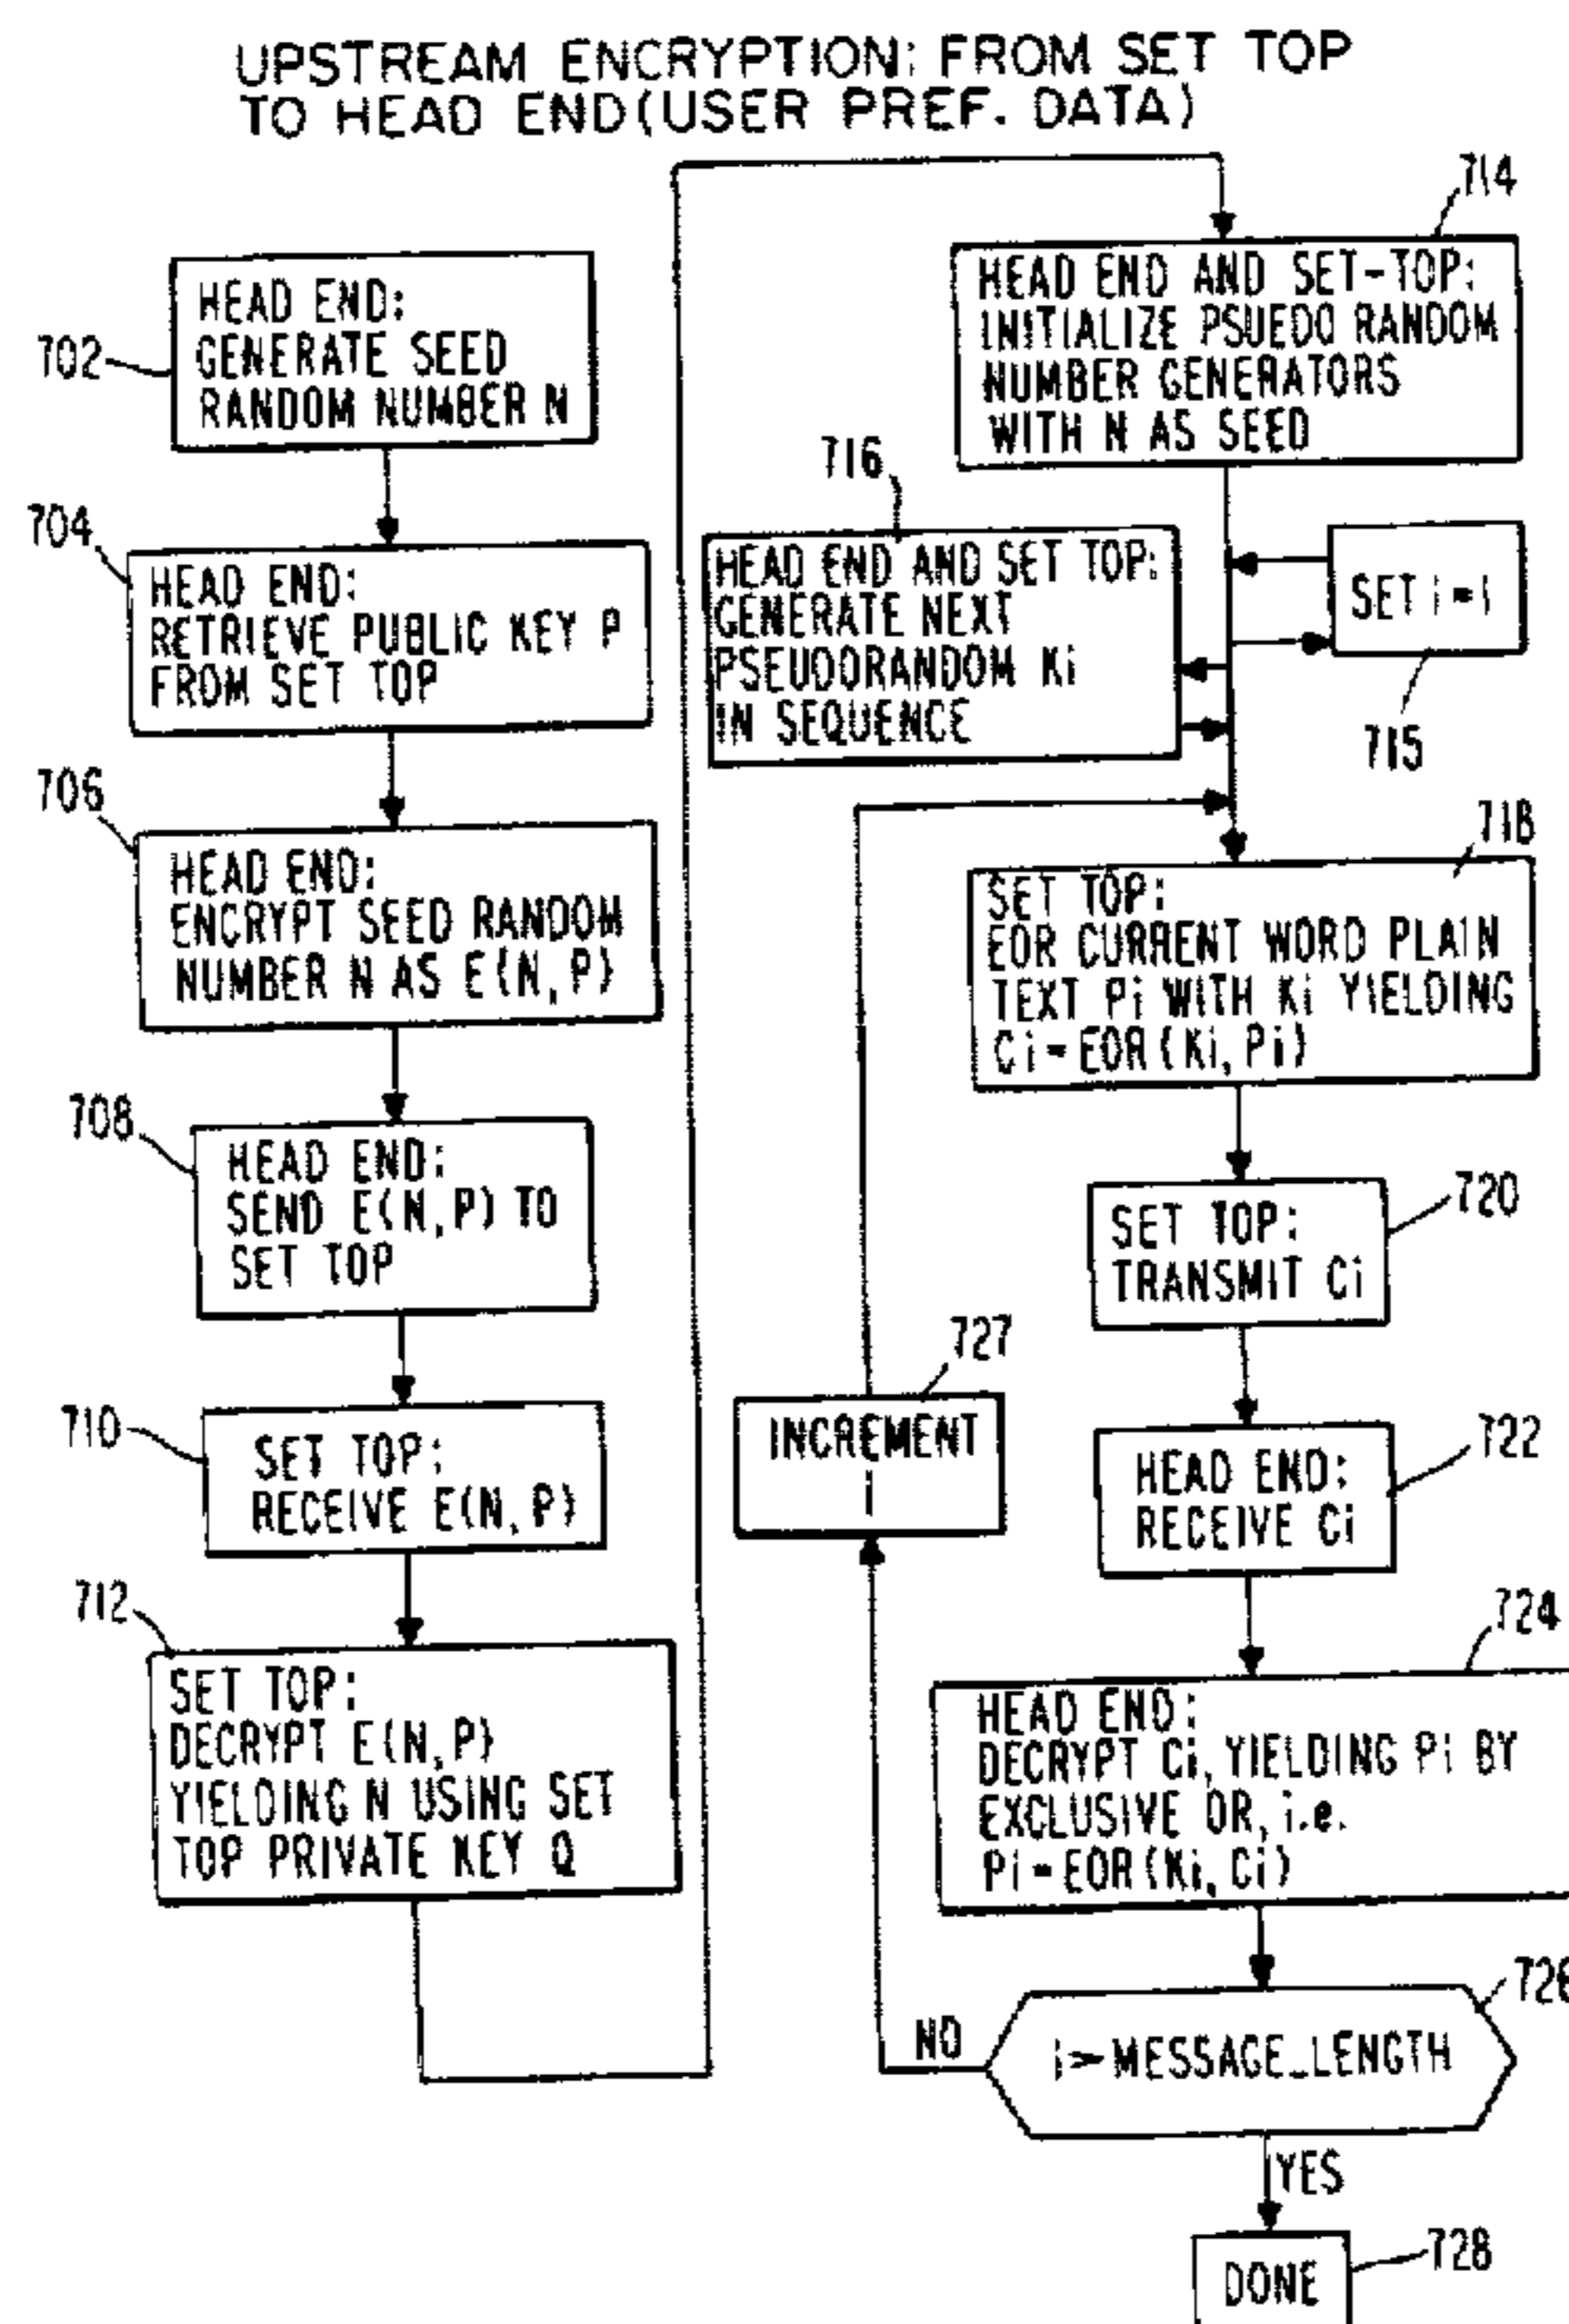 UPSTREAM ENCRYPTION: FROM SET TOP
TO HEAD END (USER PREF. DATA)
702
HEAD END:
GENERATE SEED
RANDOM NUMBER N
704
HEAD END:
RETRIEVE PUBLIC KEY P
FROM SET TOP
706
HEAD END:
ENCRYPT SEED RANDOM
NUMBER N AS E(N, P)
708
HEAD END:
SEND E(N, P) TO
SET TOP
710
SET TOP:
RECEIVE E(N, P)
712
SET TOP:
DECRYPT E(N, P)
YIELDING N USING SET
TOP PRIVATE KEY Q
714
HEAD END AND SET-TOP:
INITIALIZE PSUEDO RANDOM
NUMBER GENERATORS
WITH N AS SEED
SET i = 1
715
716
HEAD END AND SET TOP:
GENERATE NEXT
PSEUDORANDOM Ki
IN SEQUENCE
718
SET TOP:
EOR CURRENT WORD PLAIN
TEXT Pi WITH Ki YIELDING
Ci = EOR (Ki, Pi)
720
SET TOP:
TRANSMIT Ci
722
HEAD END:
RECEIVE Ci
724
HEAD END:
DECRYPT Ci, YIELDING Pi BY
EXCLUSIVE OR, i.e.
Pi = EOR (Ki, Ci)
726
i > MESSAGE_LENGTH
NO
YES
727
INCREMENT
I
728
DONE